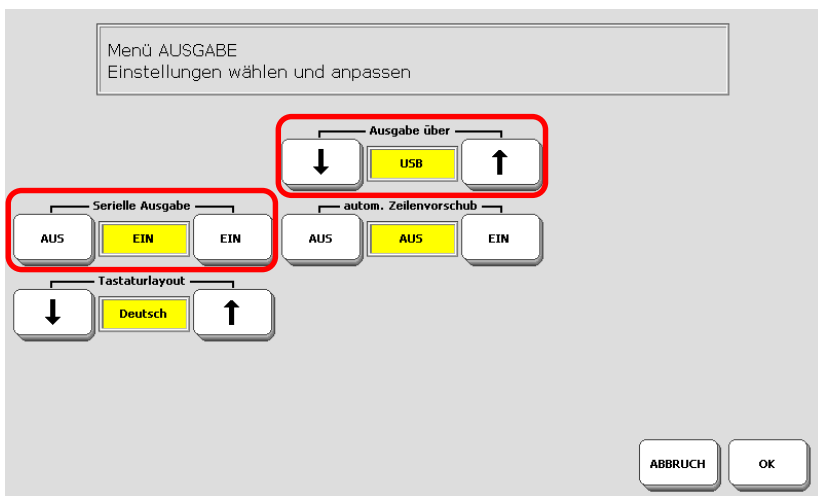 Menü AUSGABE
Einstellungen wählen und anpassen
Ausgabe über
↓ USB ↑
Serielle Ausgabe
AUS EIN EIN
autom. Zeilenvorschub
AUS AUS EIN
Tastaturlayout
↓ Deutsch ↑
ABBRUCH OK